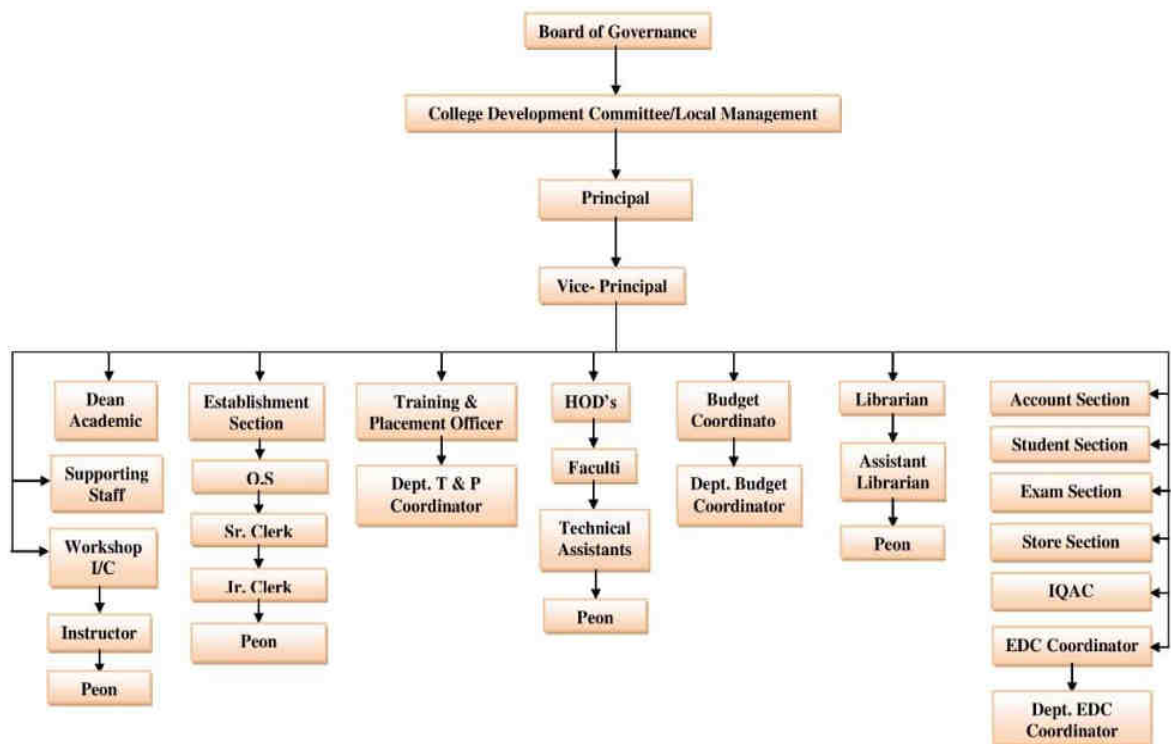 Board of Governance
College Development Committee/Local Management
Principal
Vice- Principal
Dean
Academic
Supporting
Staff
Workshop
I/C
Instructor
Peon
Establishment
Section
O.S
Sr. Clerk
Jr. Clerk
Peon
Training &
Placement Officer
Dept. T & P
Coordinator
HOD's
Faculti
Technical
Assistants
Peon
Budget
Coordinato
Dept. Budget
Coordinator
Librarian
Assistant
Librarian
Peon
Account Section
Student Section
Exam Section
Store Section
IQAC
EDC Coordinator
Dept. EDC
Coordinator